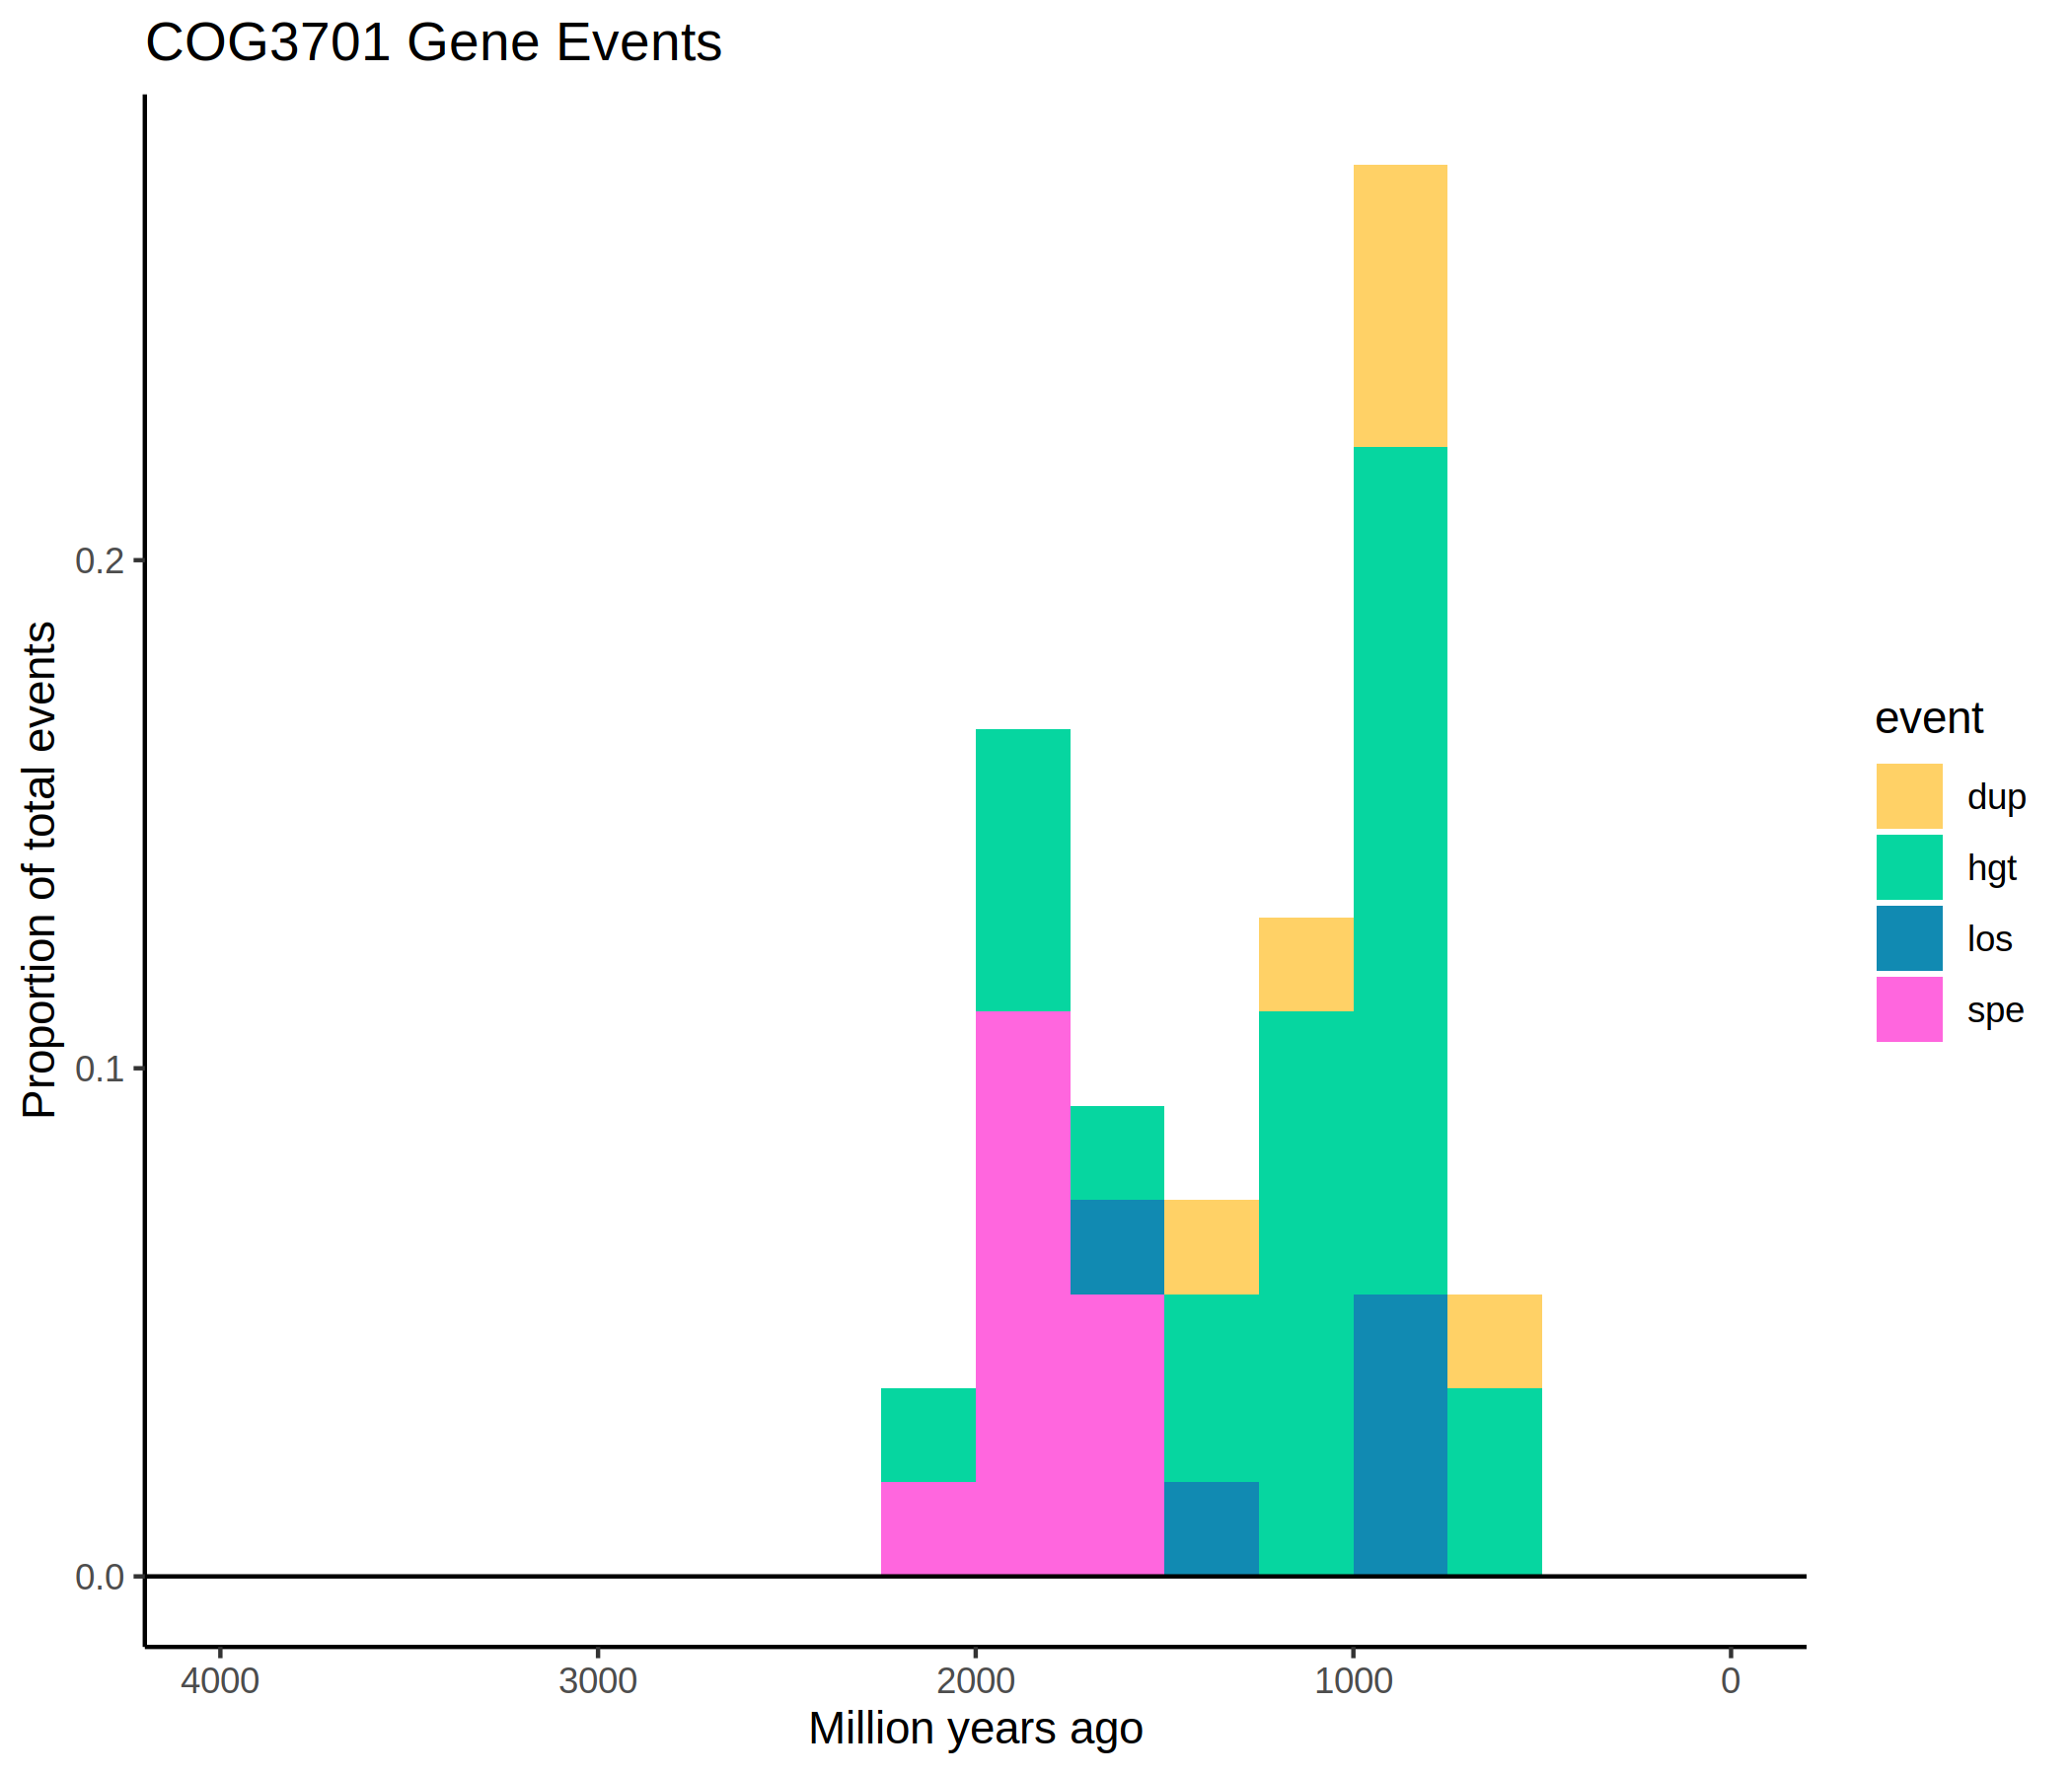 COG3701 Gene Events
Proportion of total events
0.2
0.1
0.0
4000 3000 2000 1000 0
Million years ago
event
dup
hgt
los
spe